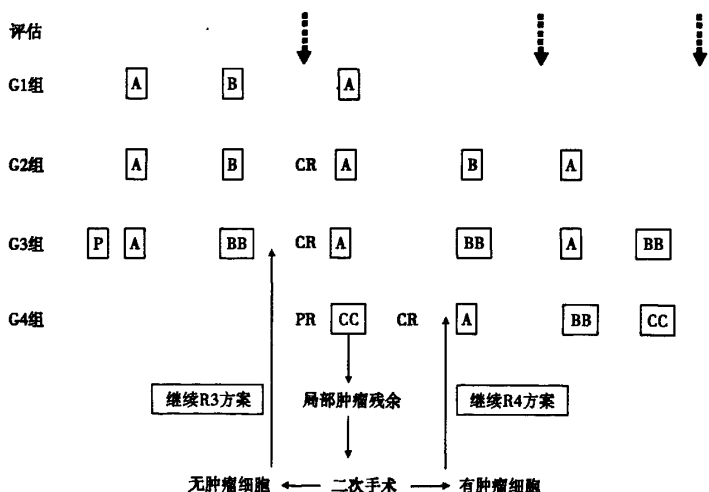 评估
G1组 A B A
G2组 A B CR A B A
G3组 P A BB CR A BB A BB
G4组 PR CC CR A BB CC
继续R3方案 局部肿瘤残余 继续R4方案
无肿瘤细胞 二次手术 有肿瘤细胞